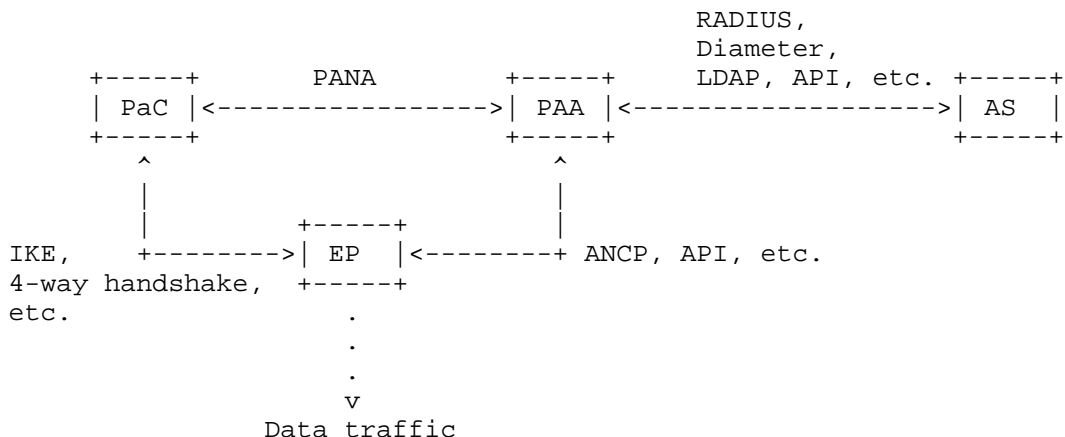 RADIUS,
Diameter,
PANA LDAP, API, etc.
PaC PAA AS
EP
IKE, ANCP, API, etc.
4-way handshake,
etc.
Data traffic